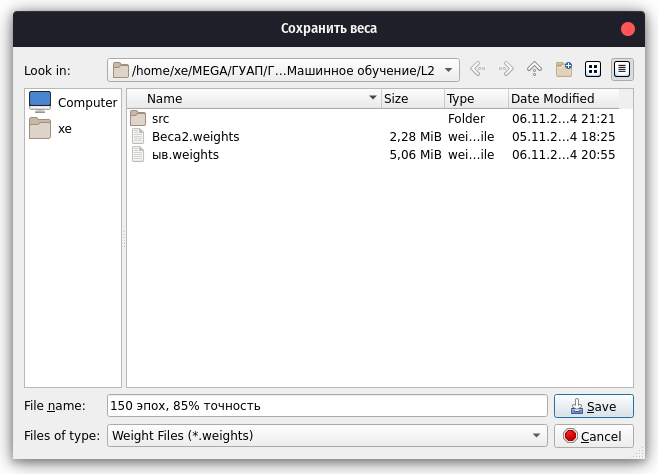 Сохранить веса
Look in: /home/xe/MEGA/ГУАП/Г...Машинное обучение/L2
Computer
xe
Name Size Type Date Modified
src Folder 06.11.2...4 21:21
Веса2.weights 2,28 MiB wei...ile 05.11.2...4 18:25
ыв.weights 5,06 MiB wei...ile 06.11.2...4 20:55
File name: 150 эпох, 85% точность Save
Files of type: Weight Files (*.weights) Cancel